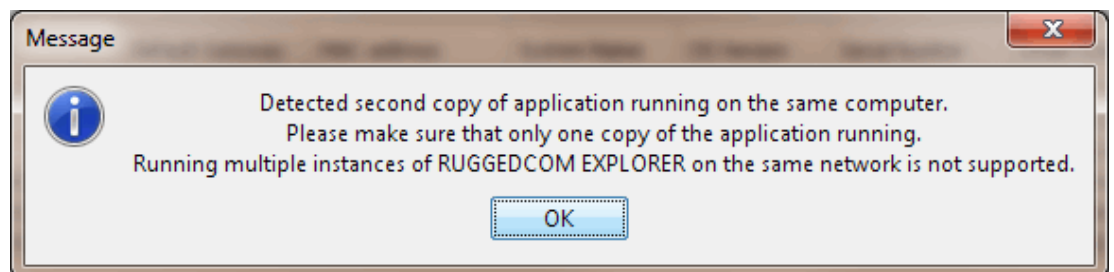 Message
Detected second copy of application running on the same computer.
Please make sure that only one copy of the application running.
Running multiple instances of RUGGEDCOM EXPLORER on the same network is not supported.
OK